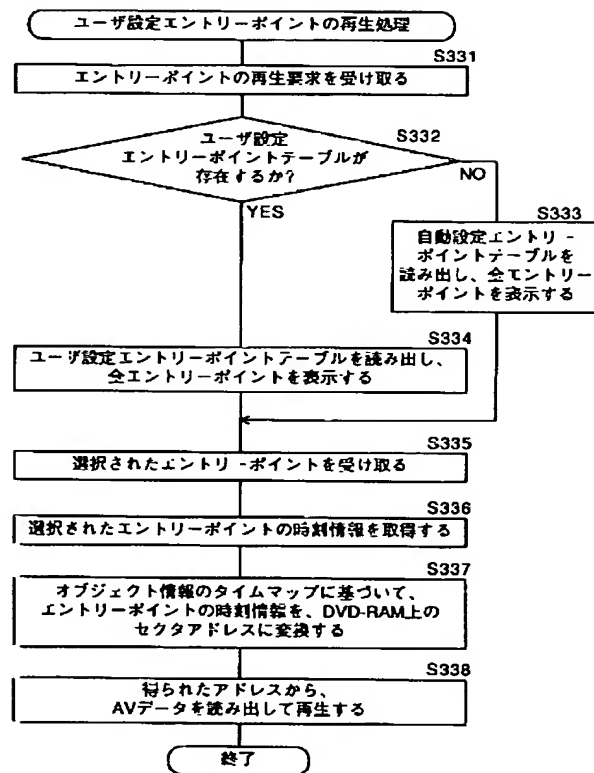 ユーザ設定エントリーポイントの再生処理
S331
エントリーポイントの再生要求を受け取る
S332
ユーザ設定
エントリーポイントテーブルが
存在するか?
NO
YES
S333
自動設定エントリー
ポイントテーブルを
読み出し、全エントリー
ポイントを表示する
S334
ユーザ設定エントリーポイントテーブルを読み出し、
全エントリーポイントを表示する
S335
選択されたエントリーポイントを受け取る
S336
選択されたエントリーポイントの時刻情報を取得する
S337
オブジェクト情報のタイムマップに基づいて、
エントリーポイントの時刻情報を、DVD-RAM上の
セクタアドレスに変換する
S338
得られたアドレスから、
AVデータを読み出して再生する
終了